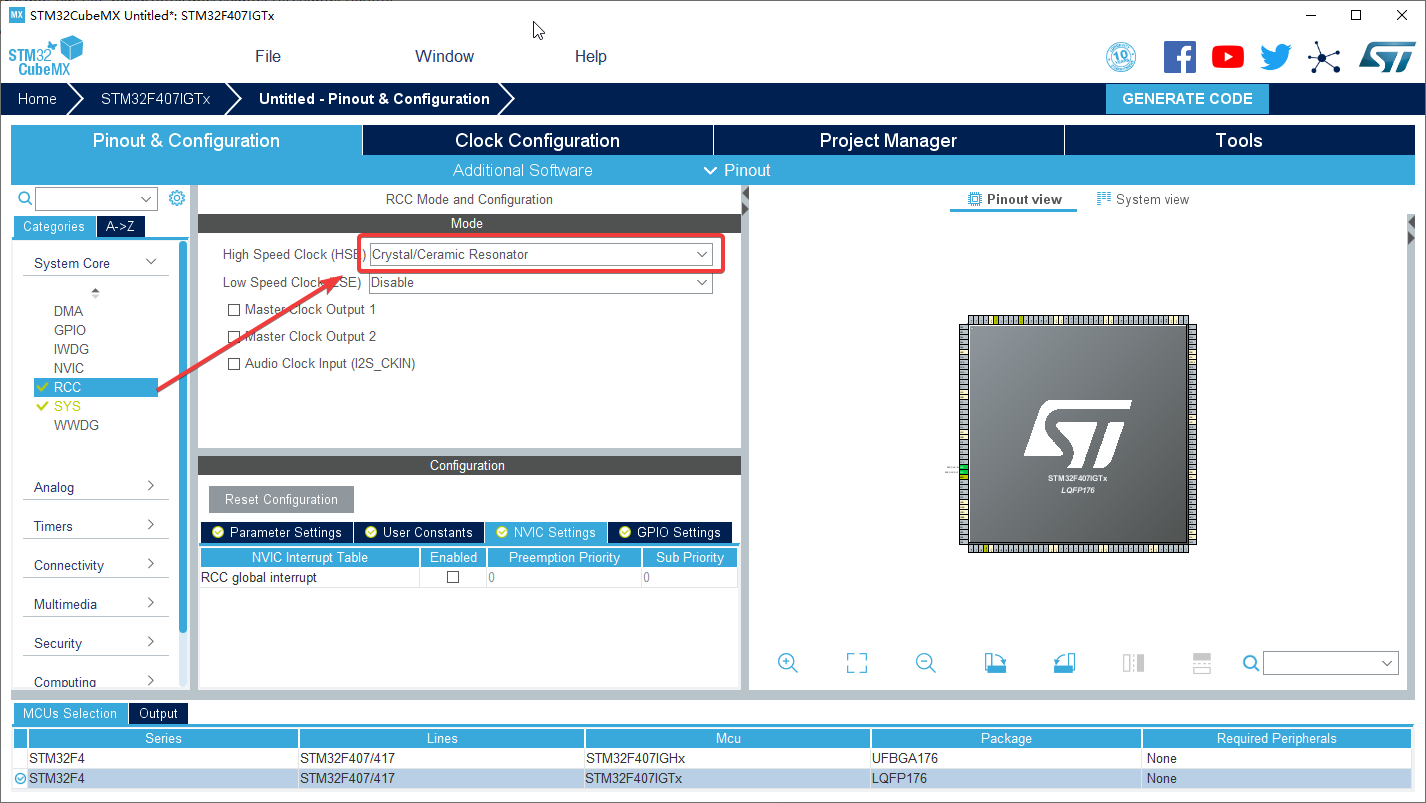 MX STM32CubeMX Untitled*: STM32F407IGTx
STM32
CubeMX
File Window Help
10
ST
Home STM32F407IGTx Untitled - Pinout & Configuration GENERATE CODE
Pinout & Configuration Clock Configuration Project Manager Tools
Additional Software Pinout
RCC Mode and Configuration
Pinout view System view
Categories A->Z
Mode
System Core
High Speed Clock (HSE) Crystal/Ceramic Resonator
Low Speed Clock (LSE) Disable
Master Clock Output 1
Master Clock Output 2
Audio Clock Input (I2S_CKIN)
DMA
GPIO
IWDG
NVIC
RCC
SYS
WWDG
Analog
Timers
Connectivity
Multimedia
Security
Computing
Configuration
Reset Configuration
Parameter Settings User Constants NVIC Settings GPIO Settings
NVIC Interrupt Table Enabled Preemption Priority Sub Priority
RCC global interrupt 0 0
ST
STM32F407IGTx
LQFP176
MCUs Selection Output
Series Lines Mcu Package Required Peripherals
STM32F4 STM32F407/417 STM32F407IGHx UFBGA176 None
STM32F4 STM32F407/417 STM32F407IGTx LQFP176 None